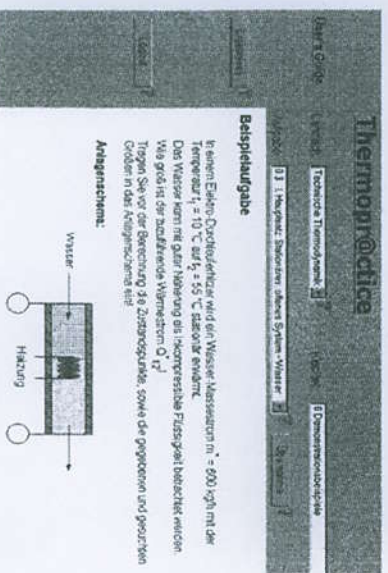 Thermopr@ctice
User's Guide
Technische Thermodynamik
0 Demonstrationsbeispiele
0.3 I. Hauptsatz: Stationäres offenes System - Wasser
Beispielaufgabe
In einem Elektro-Durchlauferhitzer wird ein Wasser-Massestrom m˙ = 600 kg/h mit der
Temperatur t₁ = 10 °C auf t₂ = 55 °C stationär erwärmt.
Das Wasser kann mit guter Näherung als inkompressible Flüssigkeit betrachtet werden.
Wie groß ist der zuzuführende Wärmestrom Q˙₁₂?
Tragen Sie vor der Berechnung die Zustandspunkte, sowie die gegebenen und gesuchten
Größen in das Anlagenschema ein!
Anlagenschema:
Wasser
Heizung